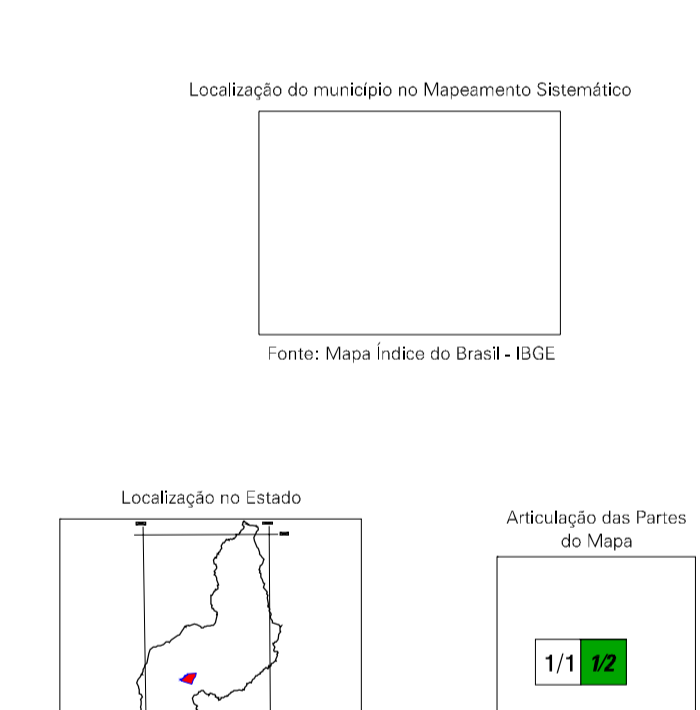 Localização do município no Mapeamento Sistemático
Fonte: Mapa Índice do Brasil - IBGE
Localização no Estado
Articulação das Partes
do Mapa
1/1 1/2